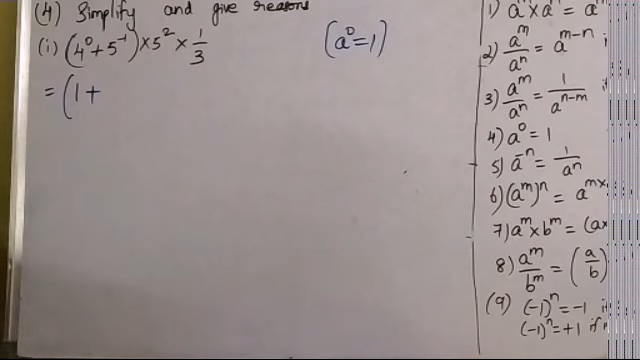 (4) Simplify and give reasons
(i) (4⁰+5⁻¹)×5²×1/3 (a⁰=1)
= (1+
1) aᵐ×aⁿ = aᵐ
2) aᵐ/aⁿ = aᵐ⁻ⁿ i
3) aᵐ/aⁿ = 1/aⁿ⁻ᵐ
4) a⁰ = 1
5) a⁻ⁿ = 1/aⁿ
6) (aᵐ)ⁿ = aᵐˣ
7) aᵐ×bᵐ = (a×
8) aᵐ/bᵐ = (a/b)
(9) (-1)ⁿ = -1 i
(-1)ⁿ = +1 if